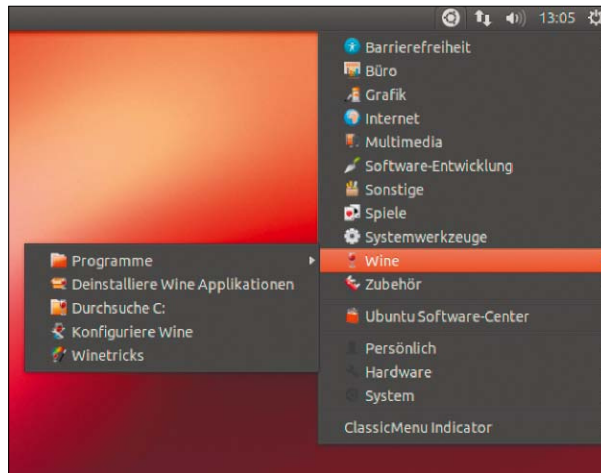 13:05
Barrierefreiheit
Büro
Grafik
Internet
Multimedia
Software-Entwicklung
Sonstige
Spiele
Systemwerkzeuge
Wine
Zubehör
Ubuntu Software-Center
Persönlich
Hardware
System
ClassicMenu Indicator
Programme
Deinstalliere Wine Applikationen
Durchsuche C:
Konfiguriere Wine
Winetricks